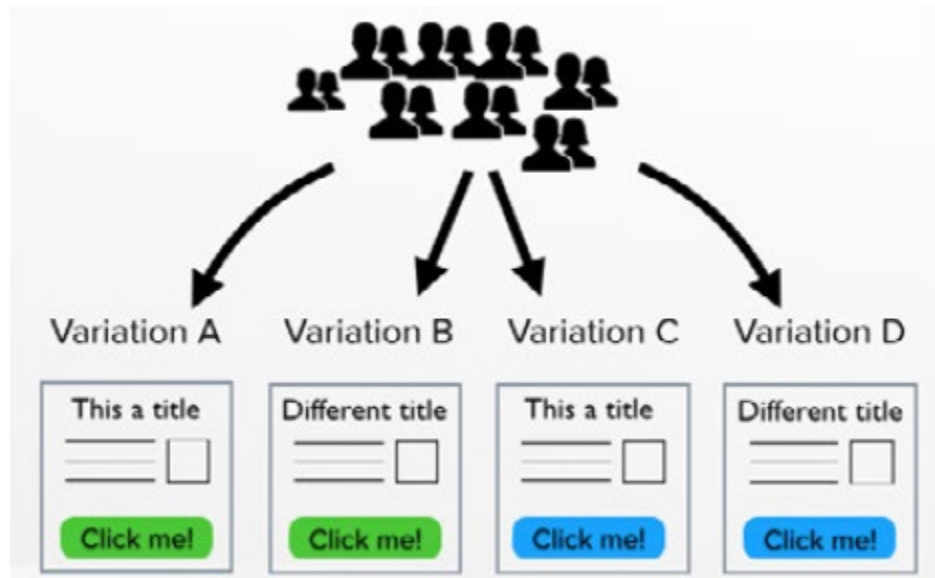 Variation A
Variation B
Variation C
Variation D
This a title
Different title
This a title
Different title
Click me!
Click me!
Click me!
Click me!